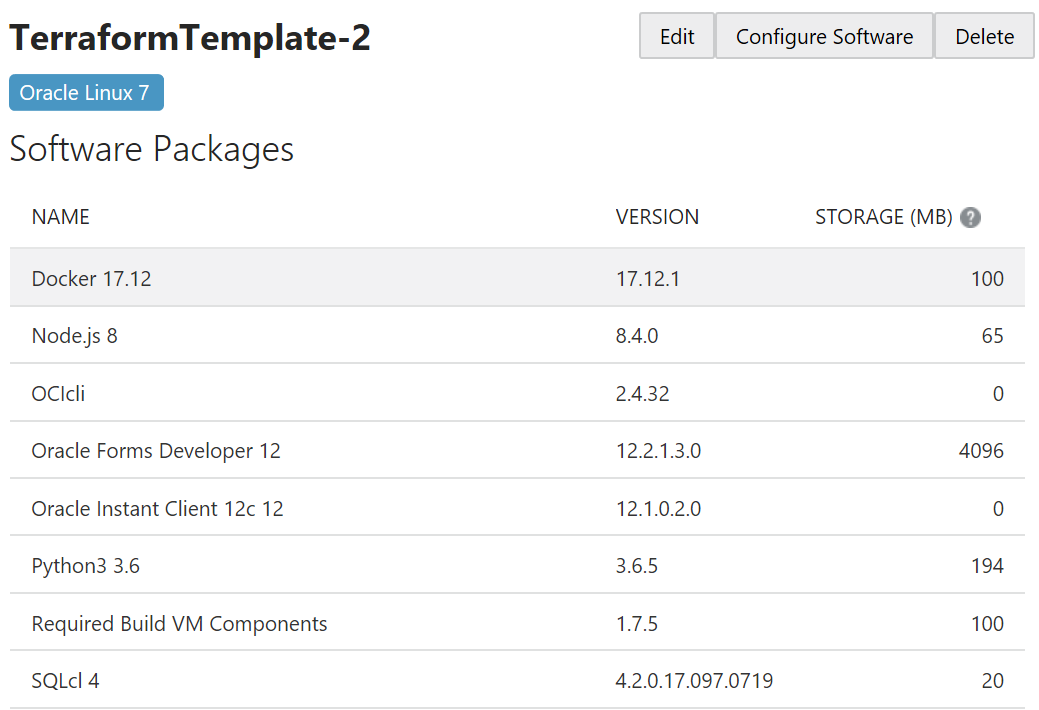 TerraformTemplate-2 Edit Configure Software Delete
Oracle Linux 7
Software Packages
NAME VERSION STORAGE (MB) ?
Docker 17.12 17.12.1 100
Node.js 8 8.4.0 65
OCIcli 2.4.32 0
Oracle Forms Developer 12 12.2.1.3.0 4096
Oracle Instant Client 12c 12 12.1.0.2.0 0
Python3 3.6 3.6.5 194
Required Build VM Components 1.7.5 100
SQLcl 4 4.2.0.17.097.0719 20